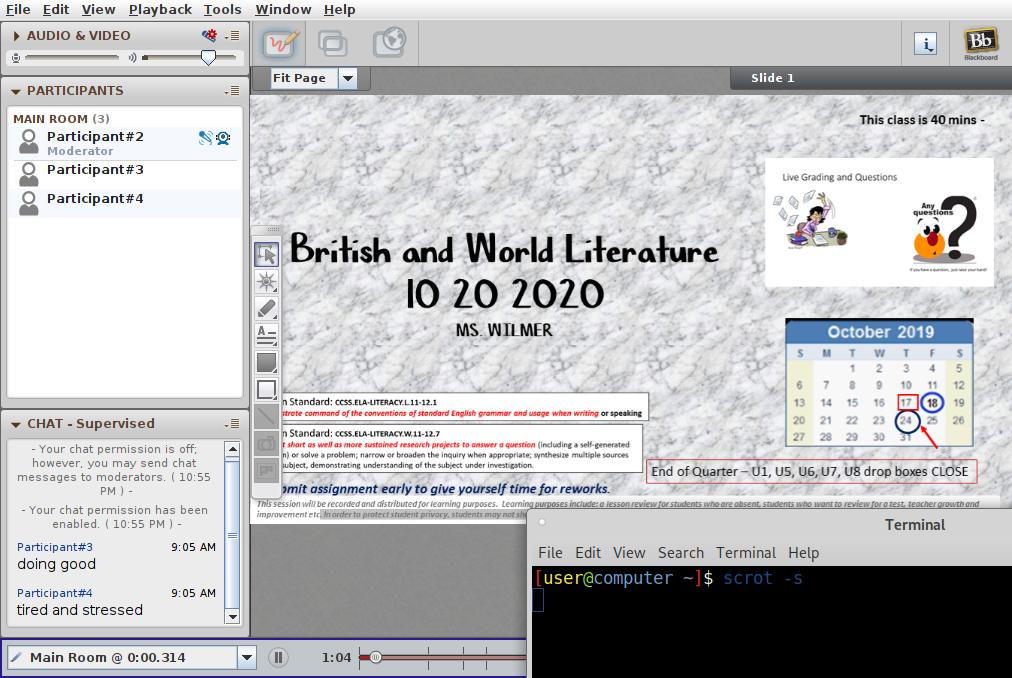 File Edit View Playback Tools Window Help
AUDIO & VIDEO
PARTICIPANTS
MAIN ROOM (3)
Participant#2
Moderator
Participant#3
Participant#4
CHAT - Supervised
- Your chat permission is off;
however, you may send chat
messages to moderators. ( 10:55
PM ) -
- Your chat permission has been
enabled. ( 10:55 PM ) -
Participant#3 9:05 AM
doing good
Participant#4 9:05 AM
tired and stressed
Main Room @ 0:00.314
1:04
Fit Page
Slide 1
i
Bb
Blackboard
This class is 40 mins -
Live Grading and Questions
Any
questions
?
If you have a question, just raise your hand!
British and World Literature
10 20 2020
MS. WILMER
October 2019
S M T W T F S
1 2 3 4 5
6 7 8 9 10 11 12
13 14 15 16 17 18 19
20 21 22 23 24 25 26
27 28 29 30 31
n Standard: CCSS.ELA-LITERACY.L.11-12.1
strate command of the conventions of standard English grammar and usage when writing or speaking
n Standard: CCSS.ELA-LITERACY.W.11-12.7
t short as well as more sustained research projects to answer a question (including a self-generated
n) or solve a problem; narrow or broaden the inquiry when appropriate; synthesize multiple sources
subject, demonstrating understanding of the subject under investigation.
End of Quarter – U1, U5, U6, U7, U8 drop boxes CLOSE
mit assignment early to give yourself time for reworks.
This session will be recorded and distributed for learning purposes. Learning purposes include: a lesson review for students who are absent, students who want to review for a test, teacher growth and
improvement etc. In order to protect student privacy, students may not sh
Terminal
File Edit View Search Terminal Help
[user@computer ~]$ scrot -s